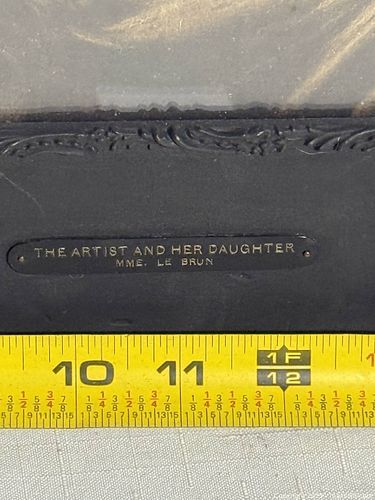 THE ARTIST AND HER DAUGHTER
MME. LE BRUN
10 11 1F 12